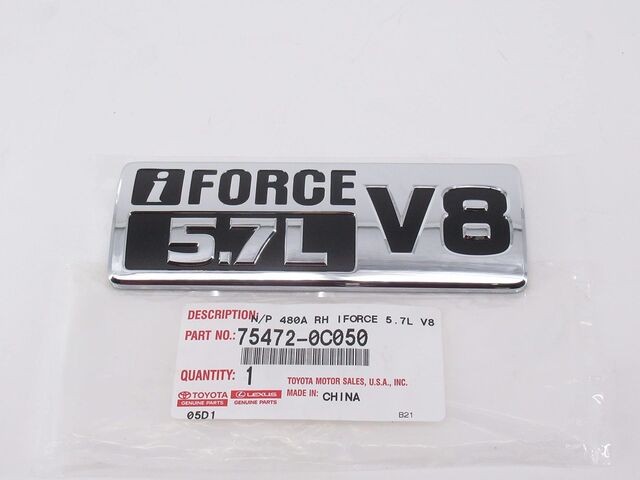 i FORCE
5.7L
V8
DESCRIPTION:
N/P 480A RH IFORCE 5.7L V8
PART NO.: 75472-0C050
QUANTITY: 1
TOYOTA MOTOR SALES, U.S.A., INC.
TOYOTA LEXUS MADE IN: CHINA
GENUINE PARTS GENUINE PARTS
05D1 B21